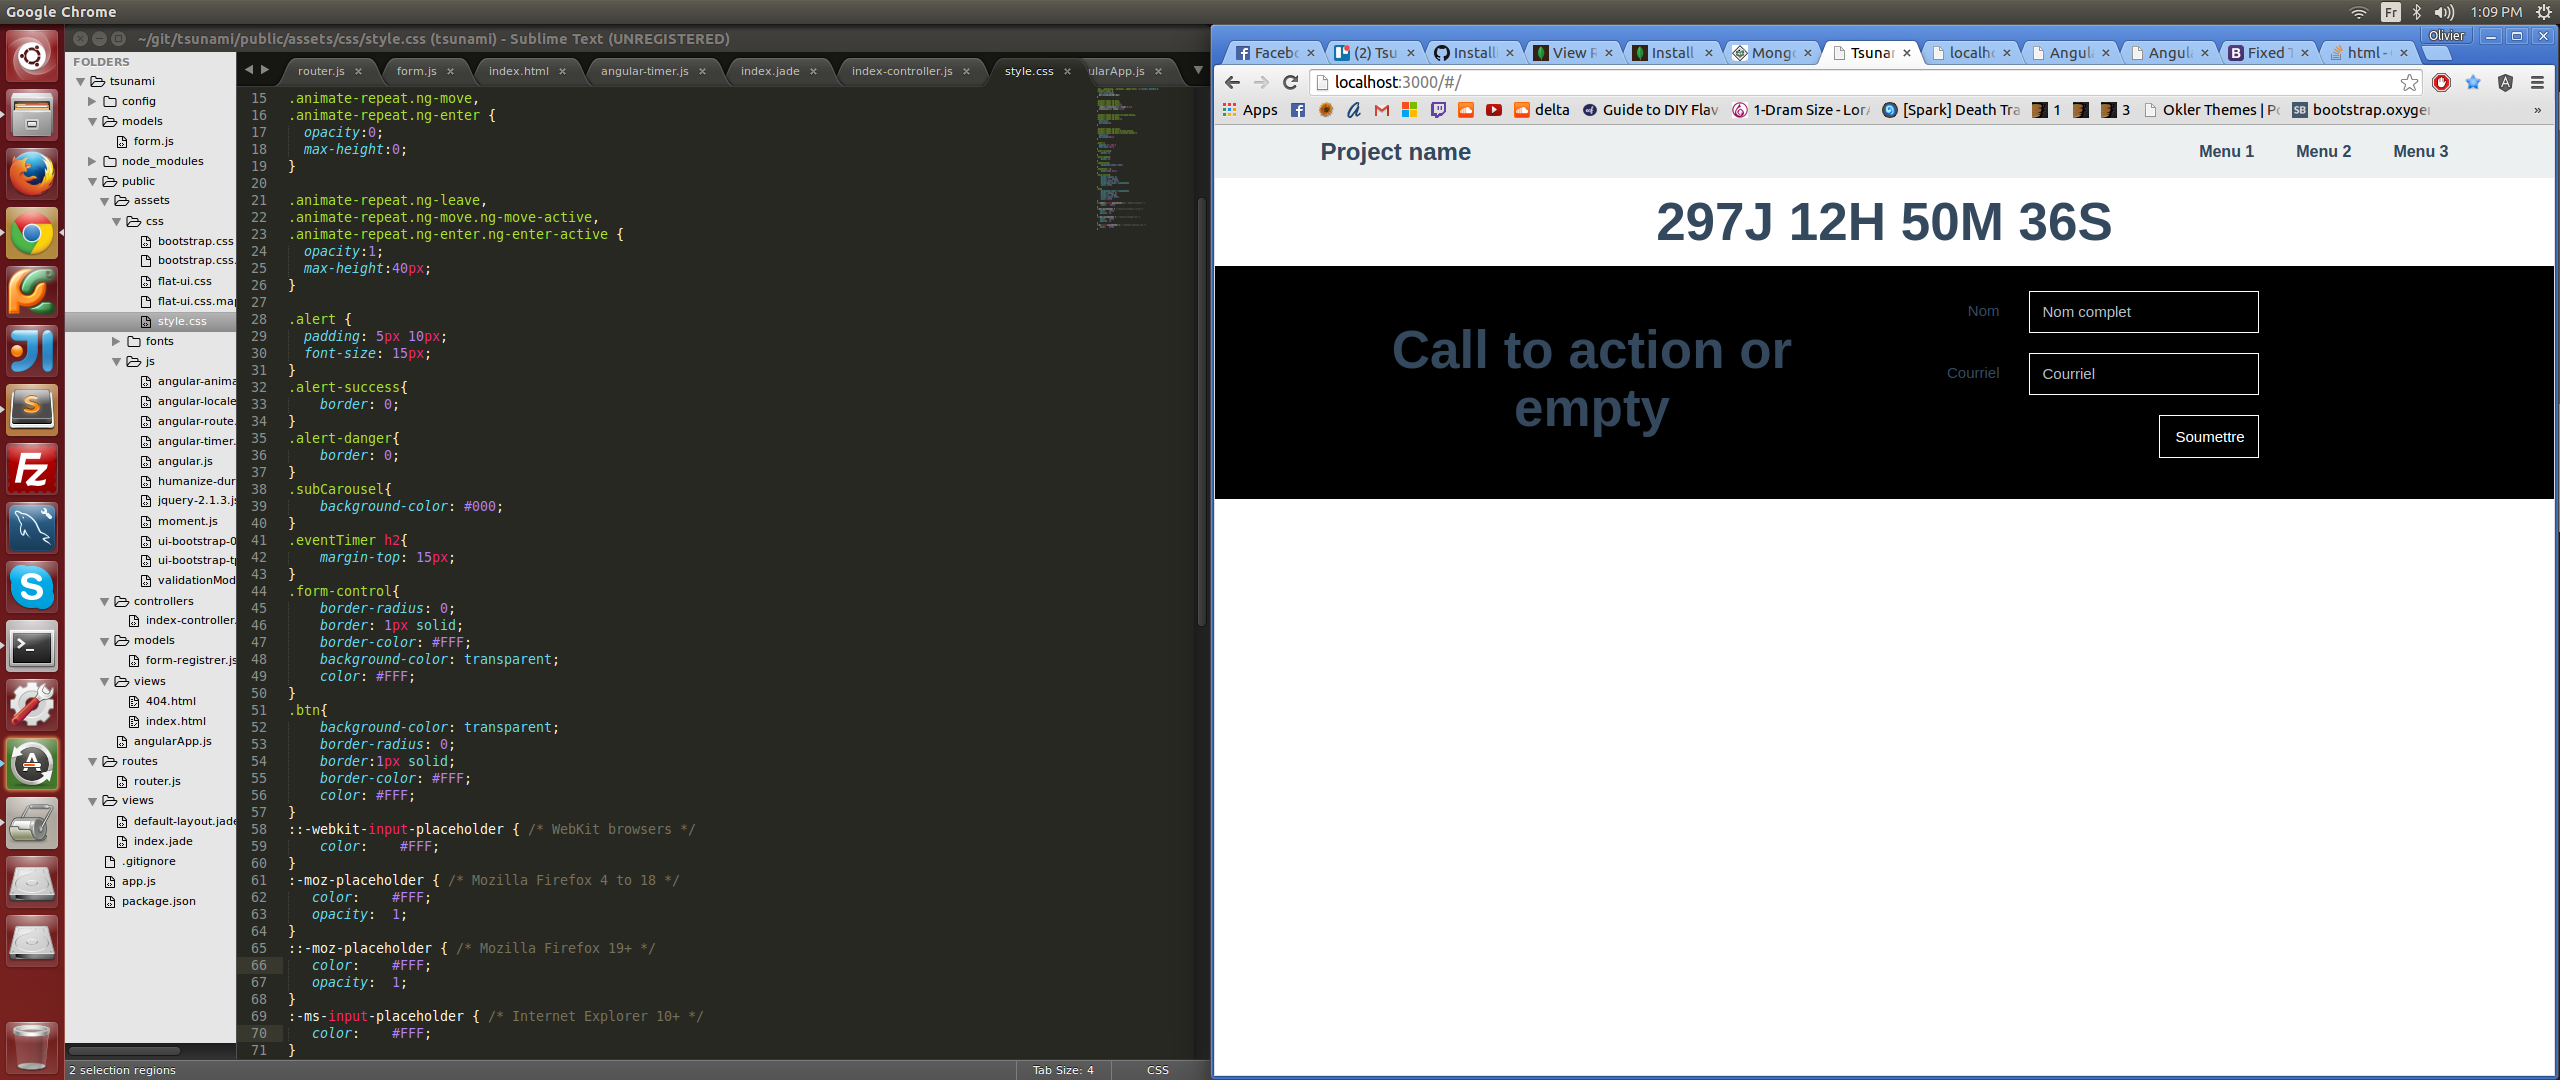 Google Chrome
Fr
1:09 PM
~/git/tsunami/public/assets/css/style.css (tsunami) - Sublime Text (UNREGISTERED)
FOLDERS
tsunami
config
models
form.js
node_modules
public
assets
css
bootstrap.css
bootstrap.css.
flat-ui.css
flat-ui.css.ma
style.css
fonts
js
angular-anima
angular-locale
angular-route.
angular-timer.
angular.js
humanize-dur
jquery-2.1.3.js
moment.js
ui-bootstrap-0
ui-bootstrap-t
validationMod
controllers
index-controller.
models
form-registrer.js
views
404.html
index.html
angularApp.js
routes
router.js
views
default-layout.jade
index.jade
.gitignore
app.js
package.json
router.js
form.js
index.html
angular-timer.js
index.jade
index-controller.js
style.css
ularApp.js
15 .animate-repeat.ng-move,
16 .animate-repeat.ng-enter {
17 opacity:0;
18 max-height:0;
19 }
20
21 .animate-repeat.ng-leave,
22 .animate-repeat.ng-move.ng-move-active,
23 .animate-repeat.ng-enter.ng-enter-active {
24 opacity:1;
25 max-height:40px;
26 }
27
28 .alert {
29 padding: 5px 10px;
30 font-size: 15px;
31 }
32 .alert-success{
33 border: 0;
34 }
35 .alert-danger{
36 border: 0;
37 }
38 .subCarousel{
39 background-color: #000;
40 }
41 .eventTimer h2{
42 margin-top: 15px;
43 }
44 .form-control{
45 border-radius: 0;
46 border: 1px solid;
47 border-color: #FFF;
48 background-color: transparent;
49 color: #FFF;
50 }
51 .btn{
52 background-color: transparent;
53 border-radius: 0;
54 border:1px solid;
55 border-color: #FFF;
56 color: #FFF;
57 }
58 ::-webkit-input-placeholder { /* WebKit browsers */
59 color: #FFF;
60 }
61 :-moz-placeholder { /* Mozilla Firefox 4 to 18 */
62 color: #FFF;
63 opacity: 1;
64 }
65 ::-moz-placeholder { /* Mozilla Firefox 19+ */
66 color: #FFF;
67 opacity: 1;
68 }
69 :-ms-input-placeholder { /* Internet Explorer 10+ */
70 color: #FFF;
71 }
2 selection regions
Tab Size: 4
CSS
Olivier
Facebo
(2) Tsu
Install
View R
Install
Mong
Tsunar
localh
Angula
Angula
Fixed T
html -
localhost:3000/#/
Apps
delta
Guide to DIY Flav
1-Dram Size - Lor
[Spark] Death Tra
1
3
Okler Themes | P
SB bootstrap.oxyge
»
Project name
Menu 1
Menu 2
Menu 3
297J 12H 50M 36S
Call to action or
empty
Nom
Nom complet
Courriel
Courriel
Soumettre